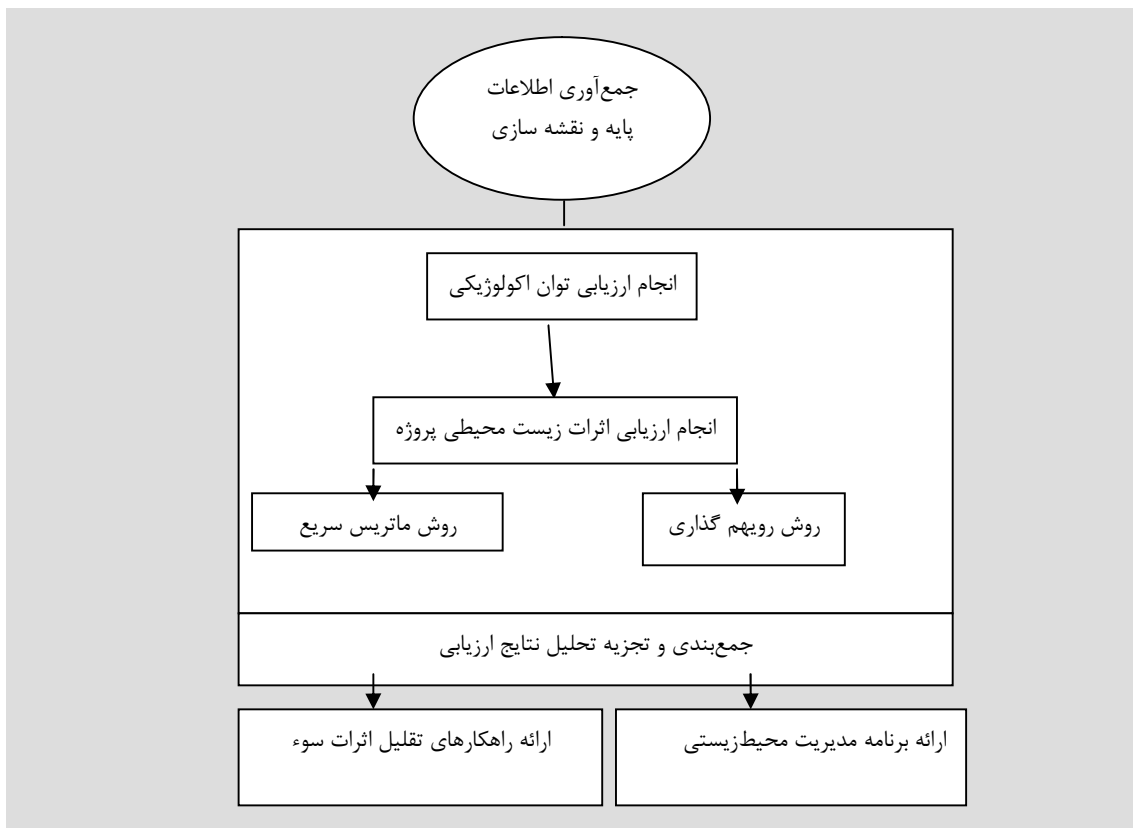 جمع‌آوری اطلاعات
پایه و نقشه سازی
انجام ارزیابی توان اکولوژیکی
انجام ارزیابی اثرات زیست محیطی پروژه
روش رویهم گذاری
روش ماتریس سریع
جمع‌بندی و تجزیه تحلیل نتایج ارزیابی
ارائه برنامه مدیریت محیط‌زیستی
ارائه راهکارهای تقلیل اثرات سوء